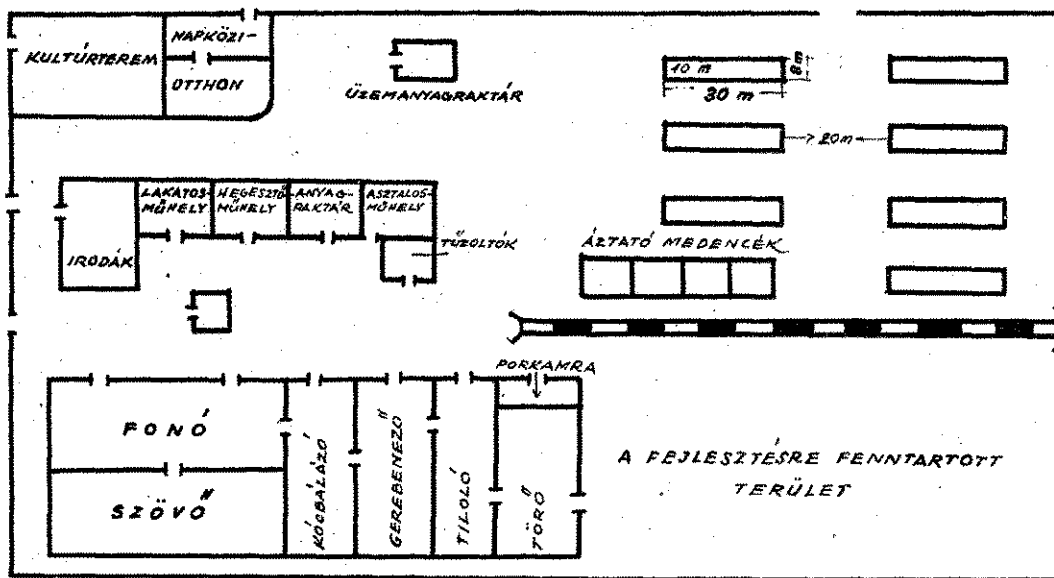 KULTÚRTEREM
NAPKÖZI-
OTTHON
ÜZEMANYAGRAKTÁR
10 m
8 m
30 m
20m
LAKATOS-
MŰHELY
HEGESZTŐ
MŰHELY
ANYAG-
RAKTÁR
ASZTALOS-
MŰHELY
TŰZOLTÓK
IRODÁK
ÁZTATÓ MEDENCÉK
PORKAMRA
FONÓ
SZÖVŐ
KÓCBÁLÁZÓ
GEREBENEZŐ
TILOLÓ
TÖRŐ
A FEJLESZTÉSRE FENNTARTOTT
TERÜLET